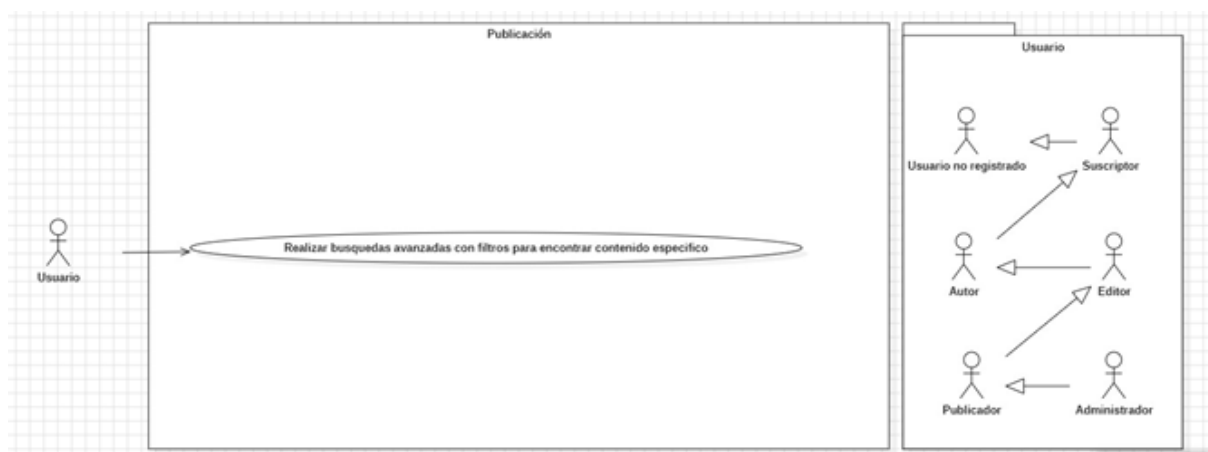 Publicación
Usuario
Usuario no registrado
Suscriptor
Realizar busquedas avanzadas con filtros para encontrar contenido especifico
Usuario
Autor
Editor
Publicador
Administrador